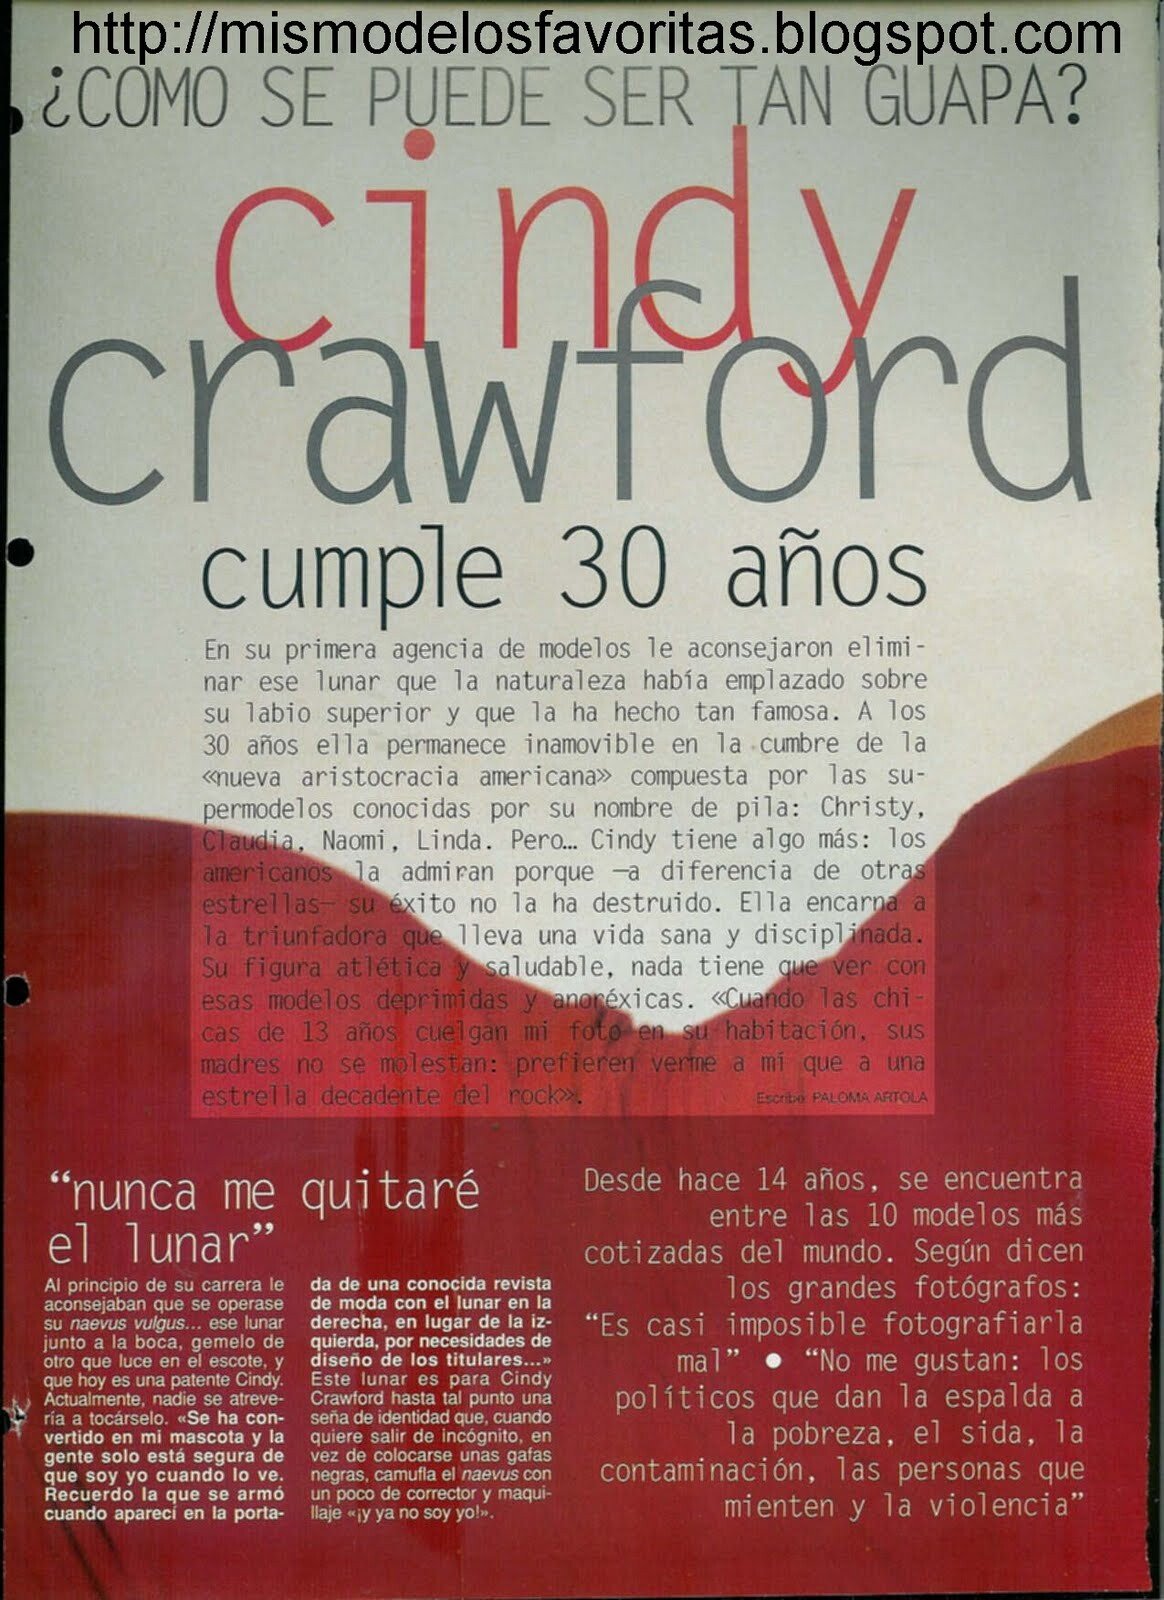 http://mismodelosfavoritas.blogspot.com
¿COMO SE PUEDE SER TAN GUAPA?
cindy
crawford
cumple 30 años
En su primera agencia de modelos le aconsejaron elimi-
nar ese lunar que la naturaleza había emplazado sobre
su labio superior y que la ha hecho tan famosa. A los
30 años ella permanece inamovible en la cumbre de la
«nueva aristocracia americana» compuesta por las su-
permodelos conocidas por su nombre de pila: Christy,
Claudia, Naomi, Linda. Pero... Cindy tiene algo más: los
americanos la admiran porque —a diferencia de otras
estrellas— su éxito no la ha destruido. Ella encarna a
la triunfadora que lleva una vida sana y disciplinada.
Su figura atlética y saludable, nada tiene que ver con
esas modelos deprimidas y anoréxicas. «Cuando las chi-
cas de 13 años cuelgan mi foto en su habitación, sus
madres no se molestan: prefieren verme a mí que a una
estrella decadente del rock».
Escribe PALOMA ARTOLA
“nunca me quitaré
el lunar”
Al principio de su carrera le
aconsejaban que se operase
su naevus vulgus... ese lunar
junto a la boca, gemelo de
otro que luce en el escote, y
que hoy es una patente Cindy.
Actualmente, nadie se atreve-
ría a tocárselo. «Se ha con-
vertido en mi mascota y la
gente solo está segura de
que soy yo cuando lo ve.
Recuerdo la que se armó
cuando aparecí en la porta-
da de una conocida revista
de moda con el lunar en la
derecha, en lugar de la iz-
quierda, por necesidades de
diseño de los titulares...»
Este lunar es para Cindy
Crawford hasta tal punto una
seña de identidad que, cuando
quiere salir de incógnito, en
vez de colocarse unas gafas
negras, camufla el naevus con
un poco de corrector y maqui-
llaje «¡y ya no soy yo!».
Desde hace 14 años, se encuentra
entre las 10 modelos más
cotizadas del mundo. Según dicen
los grandes fotógrafos:
“Es casi imposible fotografiarla
mal” ● “No me gustan: los
políticos que dan la espalda a
la pobreza, el sida, la
contaminación, las personas que
mienten y la violencia”